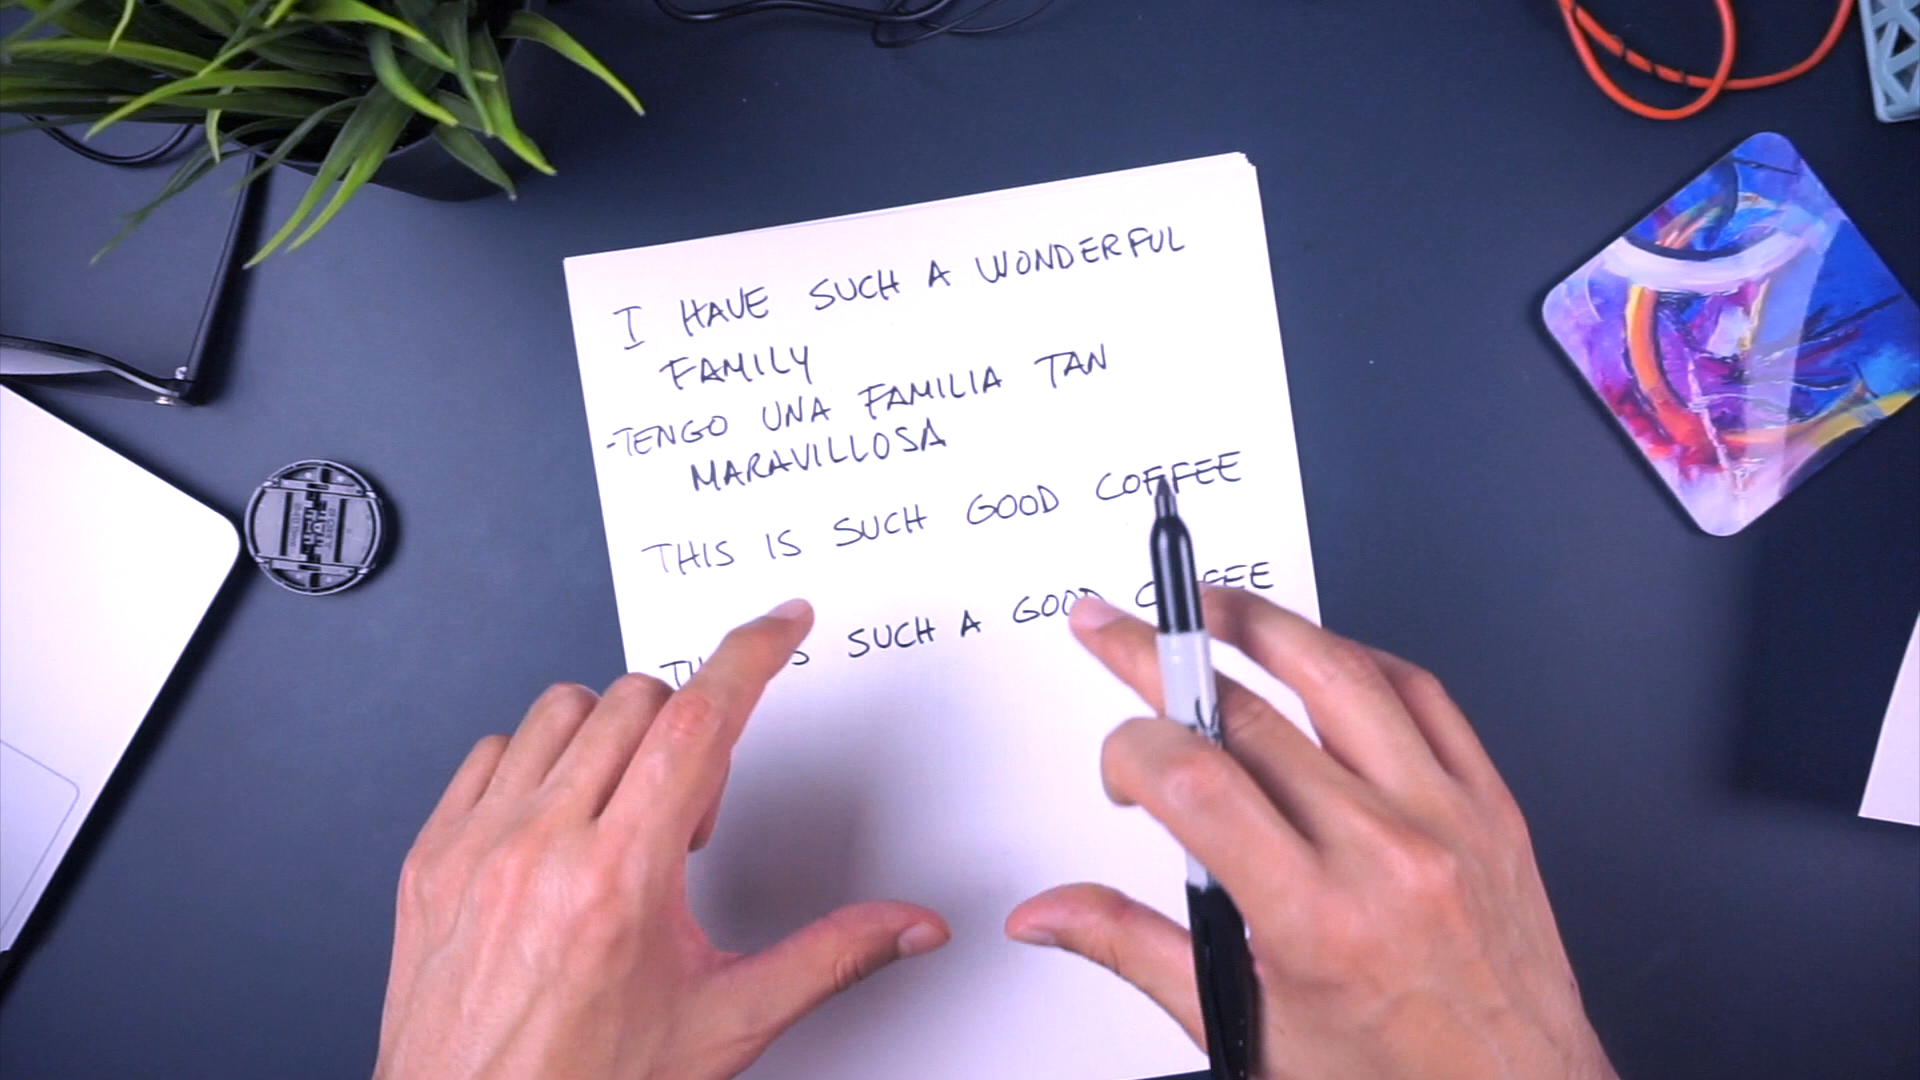 I HAVE SUCH A WONDERFUL
FAMILY
-TENGO UNA FAMILIA TAN
MARAVILLOSA
THIS IS SUCH GOOD COFFEE
SUCH A GOOD